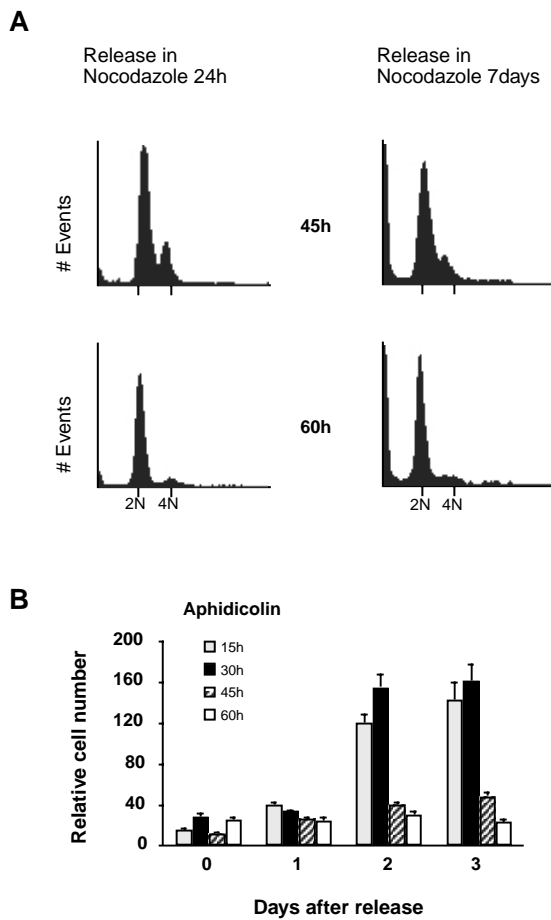 A
Release in
Nocodazole 24h
Release in
Nocodazole 7days
# Events
45h
# Events
60h
2N 4N
2N 4N
B
Aphidicolin
Relative cell number
200
160
120
80
40
0
15h
30h
45h
60h
0 1 2 3
Days after release